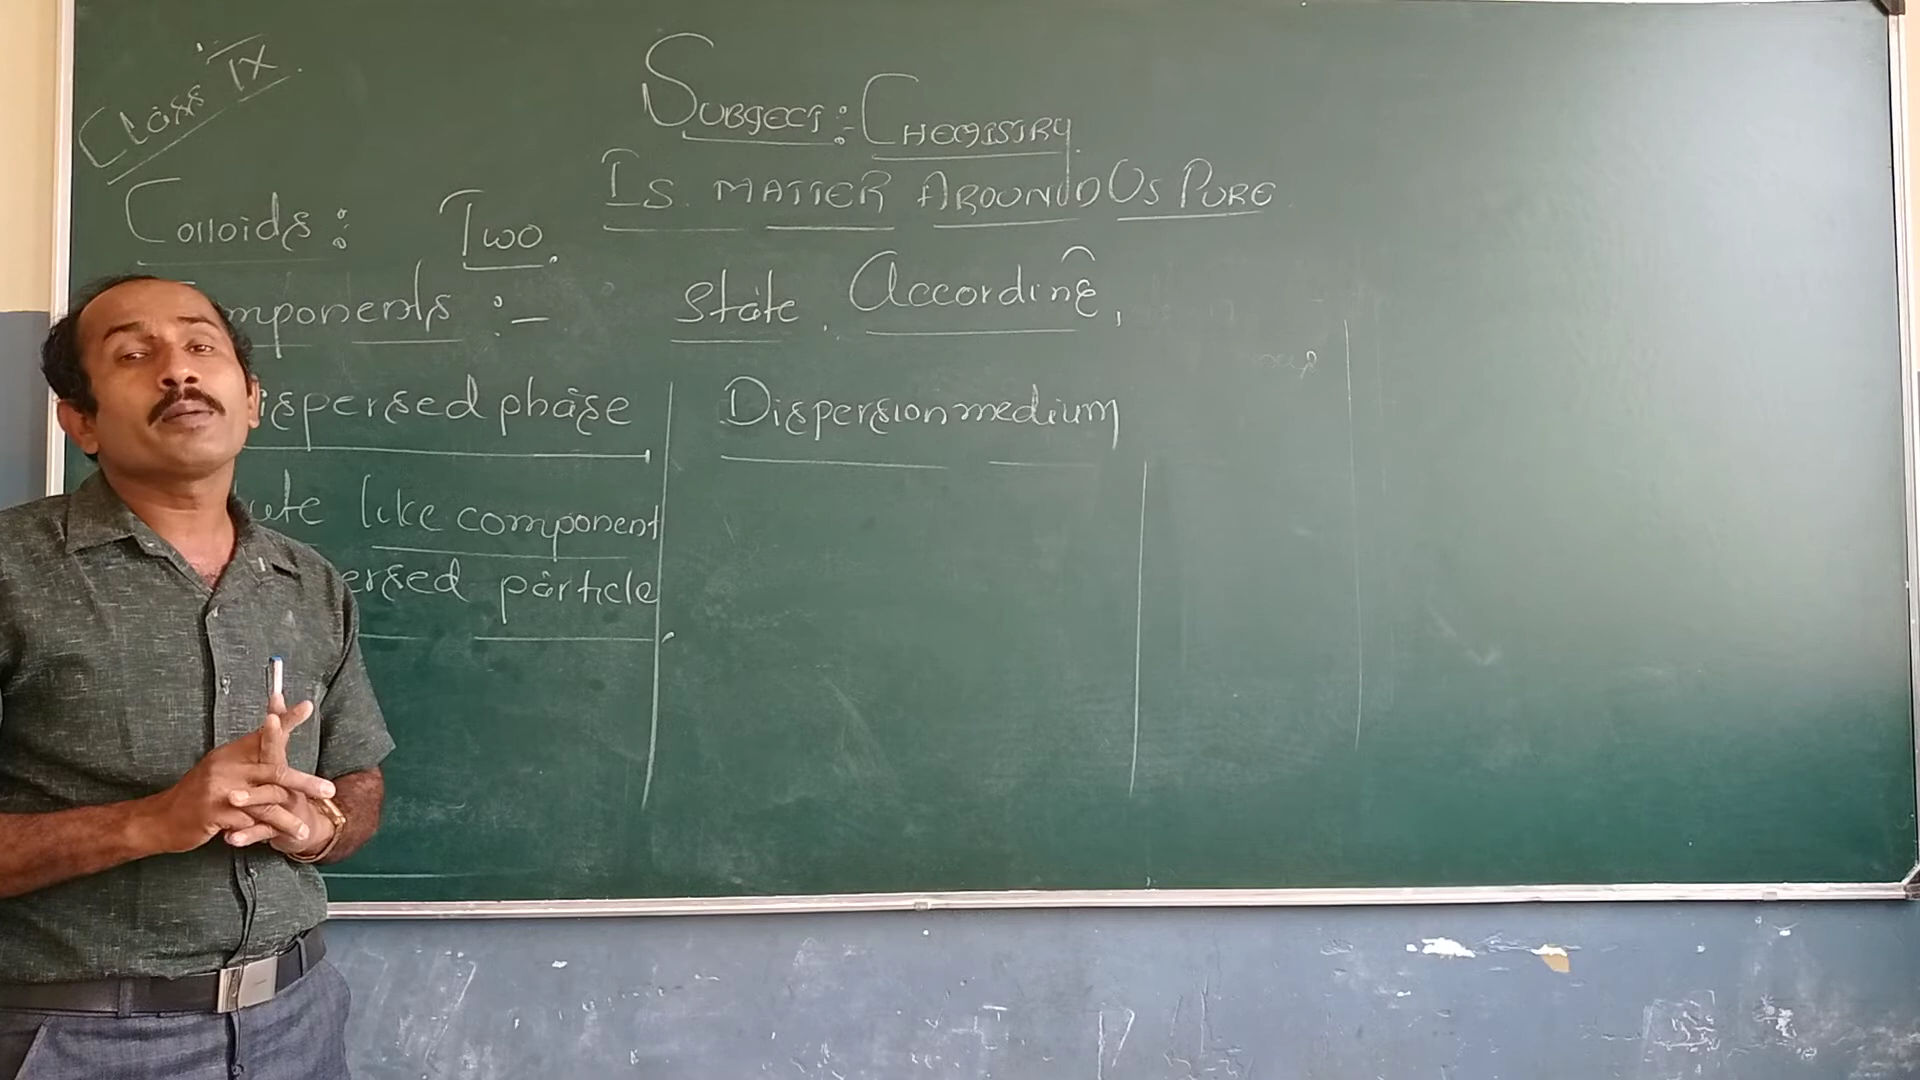 Class IX.
SUBJECT:- CHEMISTRY.
IS MATTER AROUND US PURE
Colloids: Two.
mponents :- State. According,
ispersed phase Dispersion medium
ute like component
ersed particle.